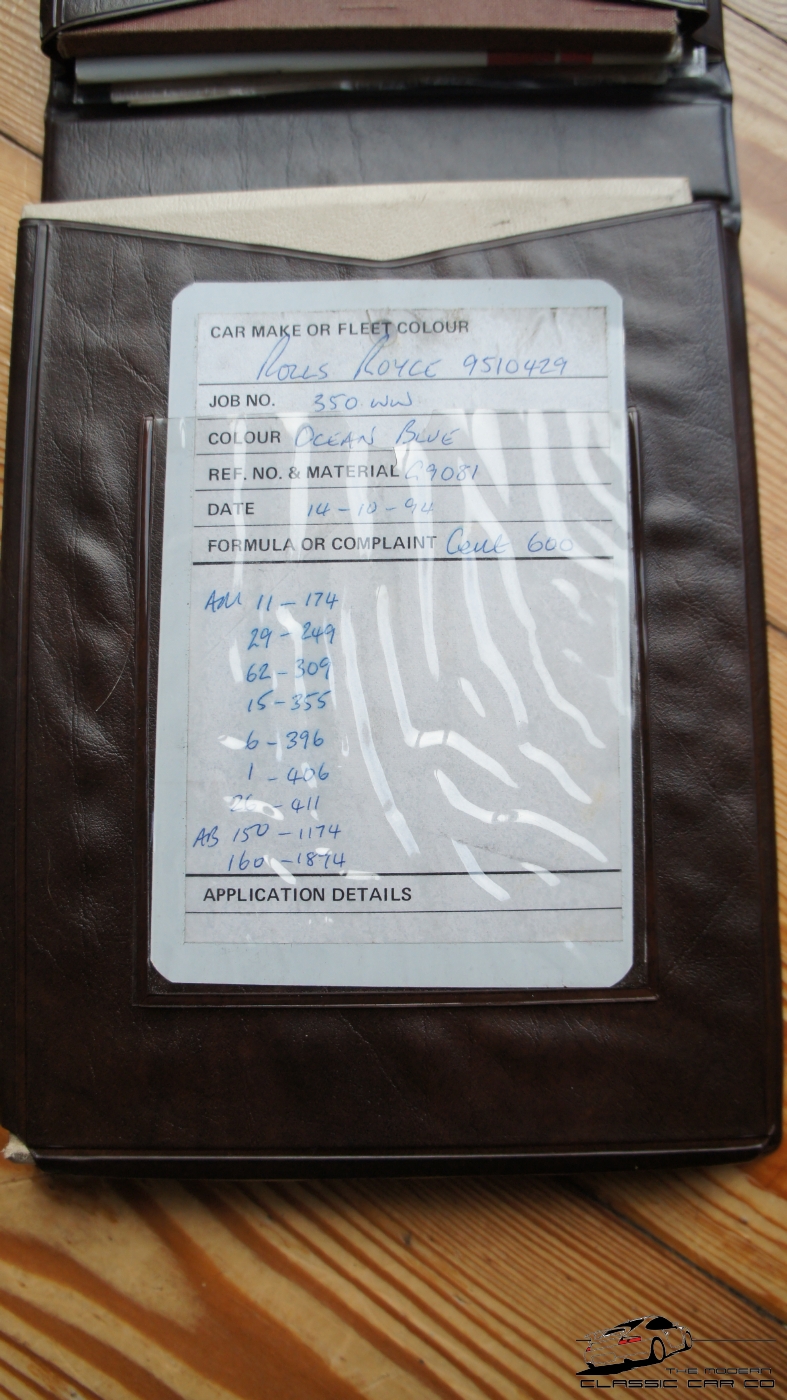 CAR MAKE OR FLEET COLOUR
Rolls Royce 9510429
JOB NO. 350 WW
COLOUR OCEAN BLUE
REF. NO. & MATERIAL G9081
DATE 14-10-94
FORMULA OR COMPLAINT 600
AM 11-174
29-249
62-309
15-355
6-396
1-406
26-411
AB 150-1174
160-1874
APPLICATION DETAILS
THE MODERN
CLASSIC CAR CO